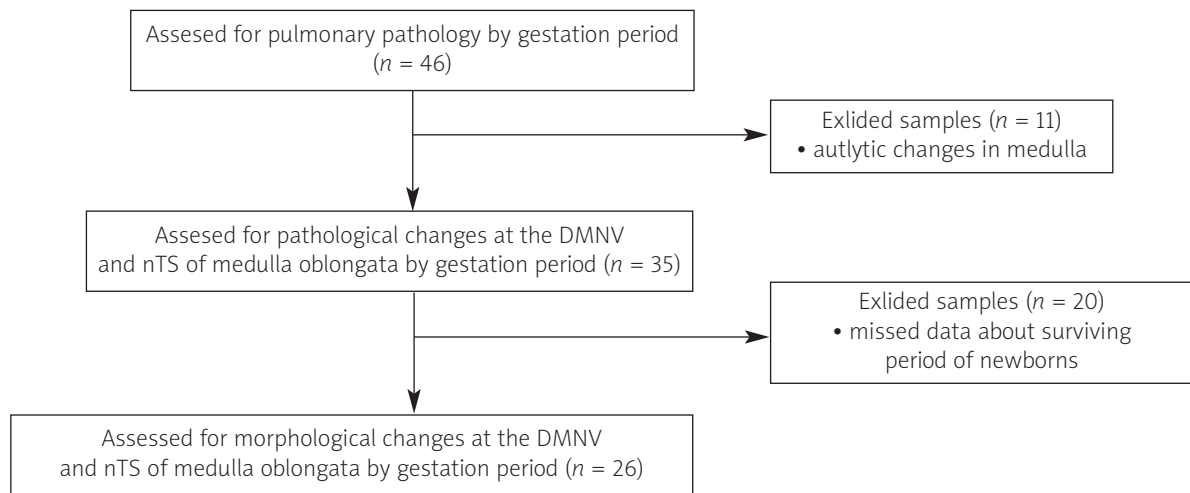 Assesed for pulmonary pathology by gestation period
(n = 46)
Exlided samples (n = 11)
• autlytic changes in medulla
Assesed for pathological changes at the DMNV
and nTS of medulla oblongata by gestation period (n = 35)
Exlided samples (n = 20)
• missed data about surviving
period of newborns
Assessed for morphological changes at the DMNV
and nTS of medulla oblongata by gestation period (n = 26)